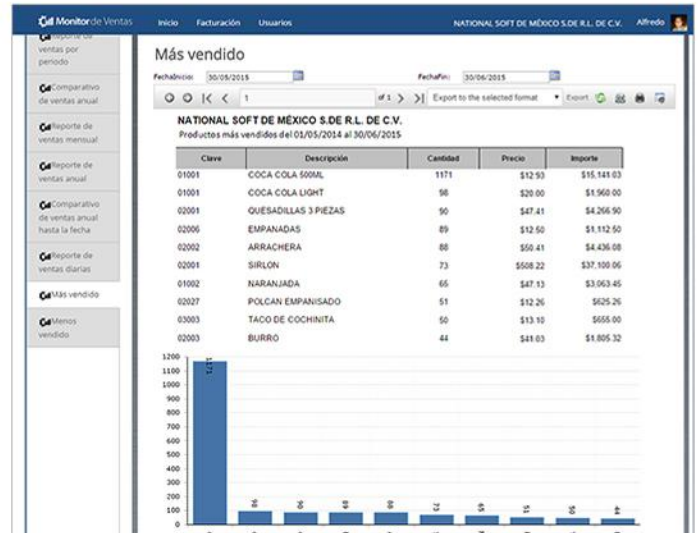 Monitor de Ventas Inicio Facturación Usuarios NATIONAL SOFT DE MÉXICO S.DE R.L. DE C.V. Alfredo
Reporte de
ventas por
periodo
Comparativo
de ventas anual
Reporte de
ventas mensual
Reporte de
ventas anual
Comparativo
de ventas anual
hasta la fecha
Reporte de
ventas diarias
Más vendido
Menos
vendido
Más vendido
FechaInicio: 30/05/2015 FechaFin: 30/06/2015
1 of 1 Export to the selected format Export
NATIONAL SOFT DE MÉXICO S.DE R.L. DE C.V.
Productos más vendidos del 01/05/2014 al 30/06/2015
Clave Descripción Cantidad Precio Importe
01001 COCA COLA 500ML 1171 $12.93 $15,141.03
01001 COCA COLA LIGHT 98 $20.00 $1,960.00
02001 QUESADILLAS 3 PIEZAS 90 $47.41 $4,266.90
02006 EMPANADAS 89 $12.50 $1,112.50
02002 ARRACHERA 88 $50.41 $4,436.08
02001 SIRLON 73 $508.22 $37,100.06
01002 NARANJADA 65 $47.13 $3,063.45
02027 POLCAN EMPANISADO 51 $12.26 $625.26
03003 TACO DE COCHINITA 50 $13.10 $655.00
02003 BURRO 44 $41.03 $1,805.32
1200
1100
1000
900
800
700
600
500
400
300
200
100
0
1171 98 90 89 88 73 65 51 50 44